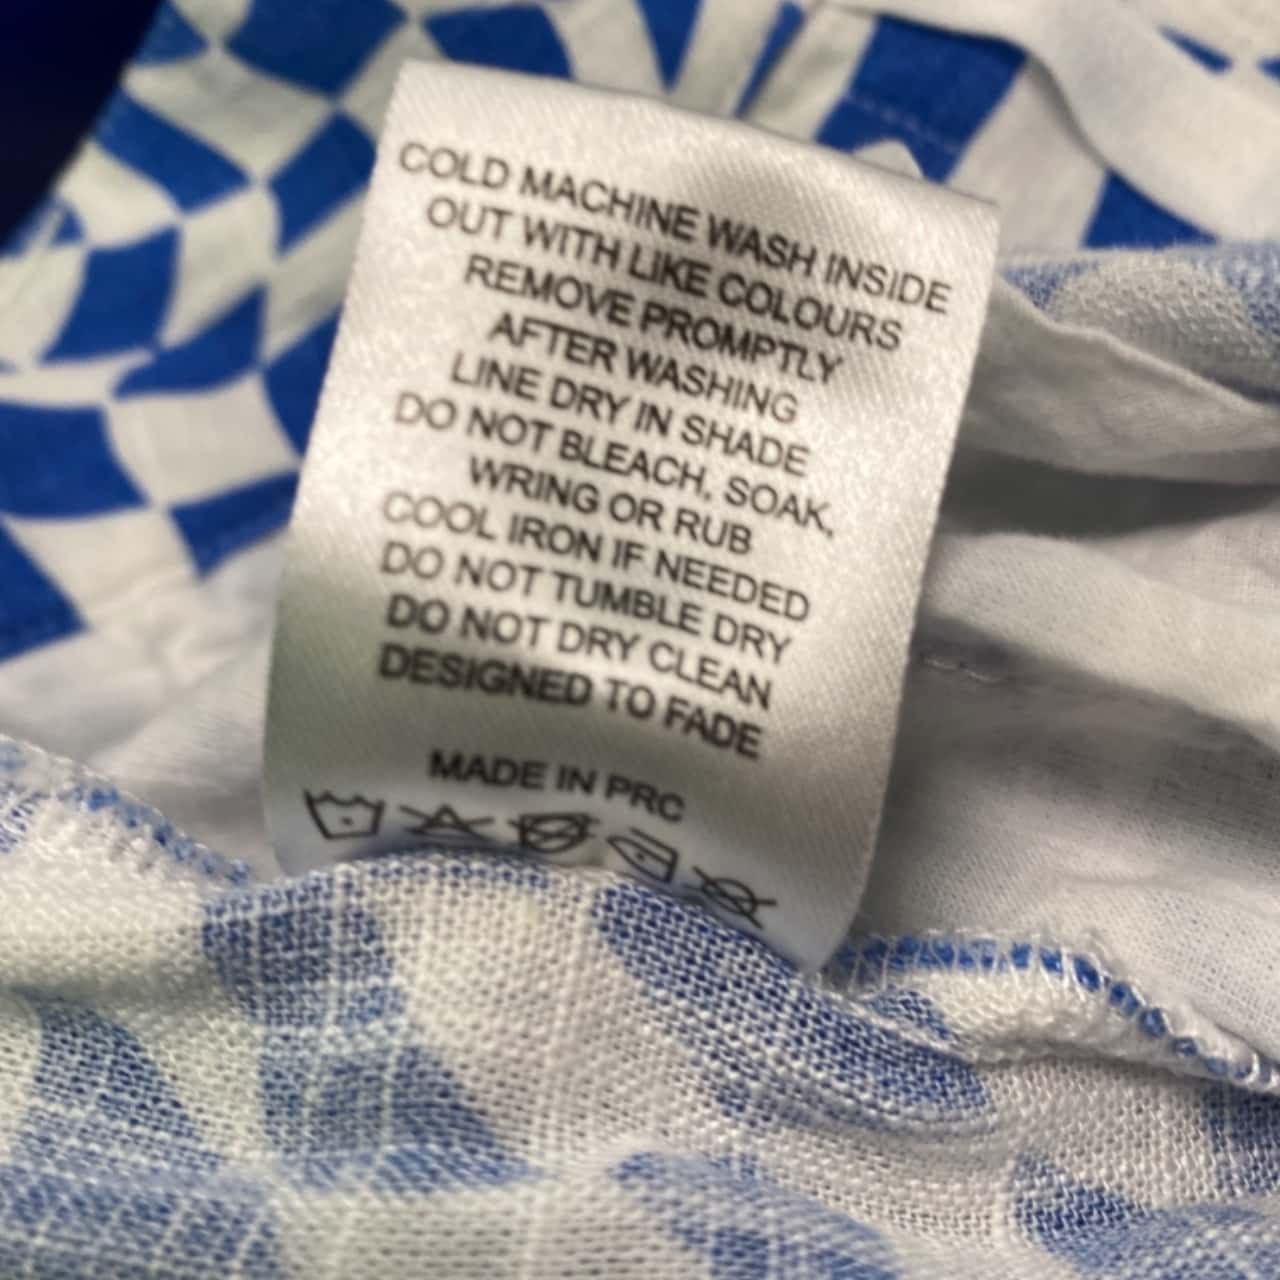 COLD MACHINE WASH INSIDE
OUT WITH LIKE COLOURS
REMOVE PROMPTLY
AFTER WASHING
LINE DRY IN SHADE
DO NOT BLEACH, SOAK,
WRING OR RUB
COOL IRON IF NEEDED
DO NOT TUMBLE DRY
DO NOT DRY CLEAN
DESIGNED TO FADE
MADE IN PRC